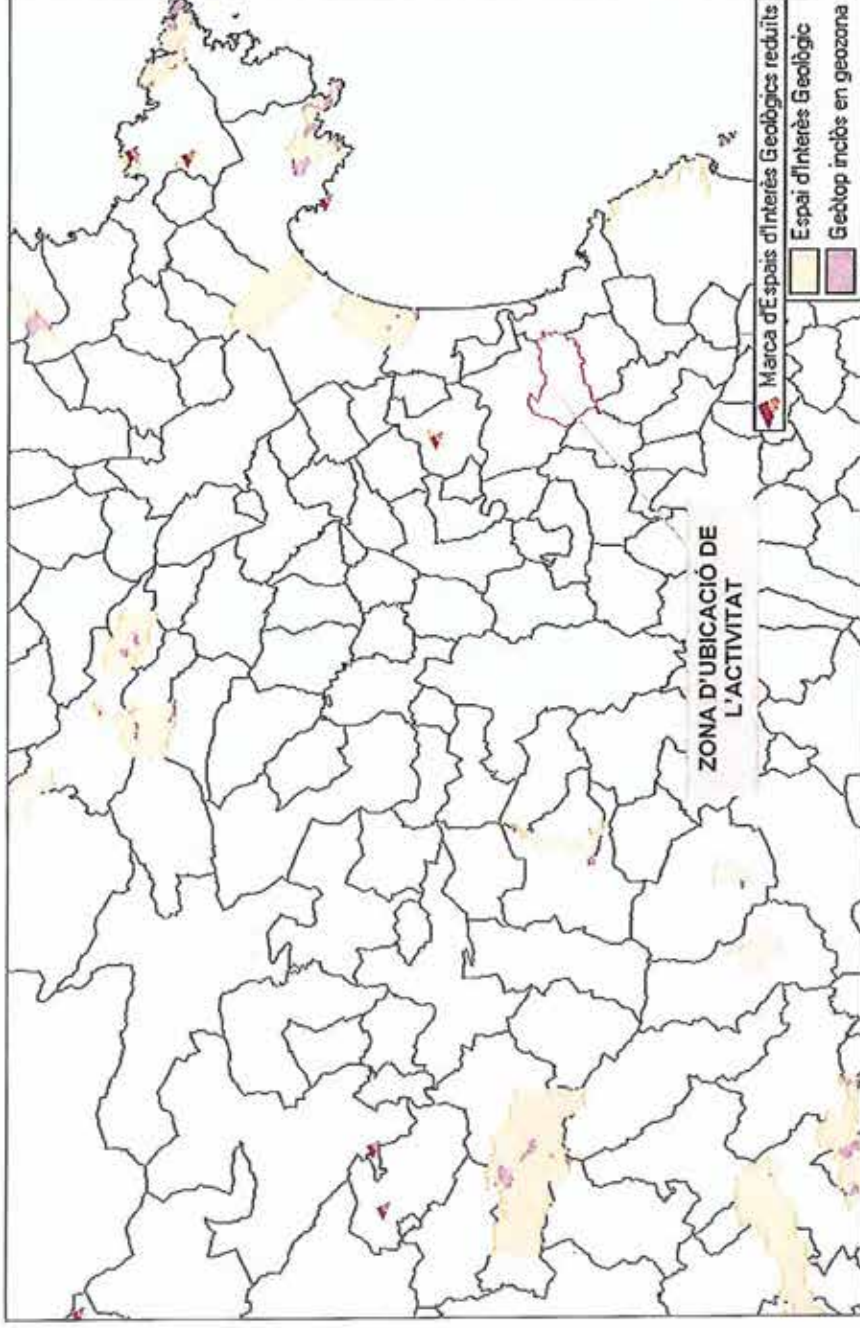 ZONA D'UBICACIÓ DE
L'ACTIVITAT
Marca d'Espais d'Interès Geològics reduïts
Espai d'Interès Geològic
Geòtop inclòs en geozona